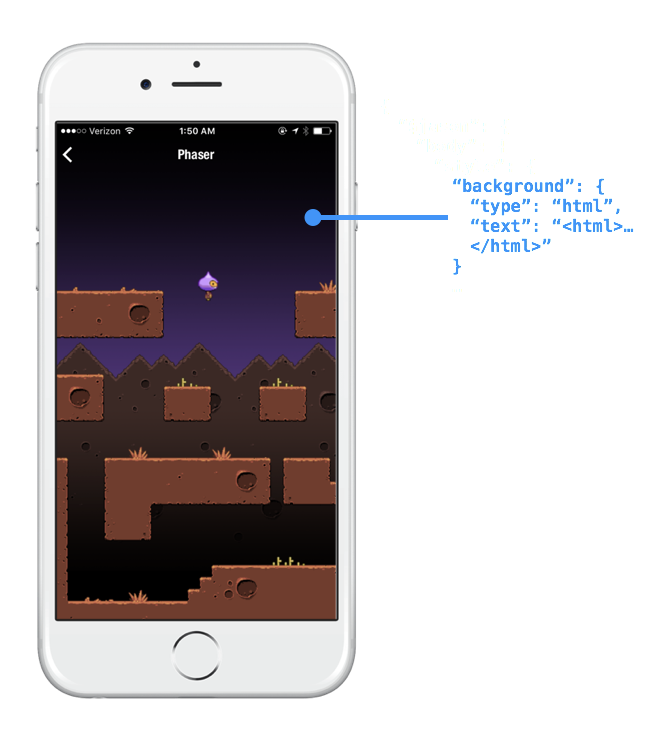 Verizon 1:50 AM
Phaser
“background”: {
“type”: “html”,
“text”: “<html>…
</html>”
}